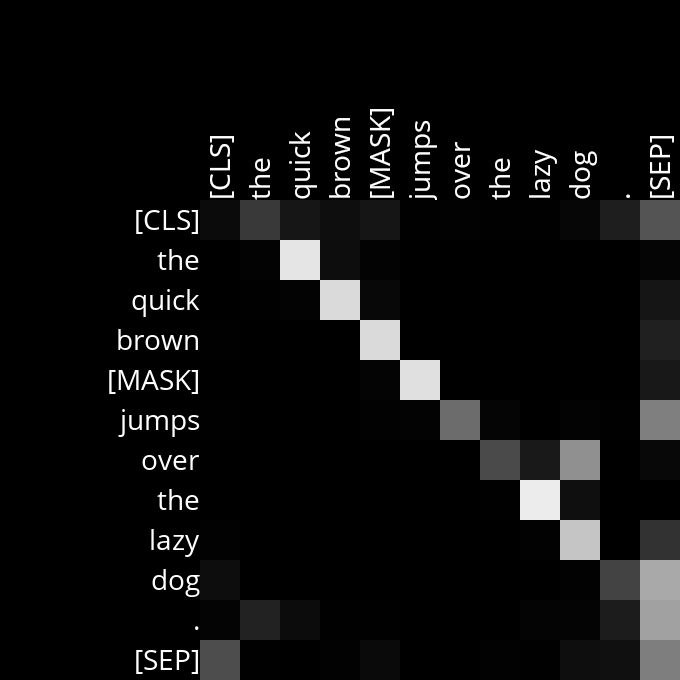 [CLS] the quick brown [MASK] jumps over the lazy dog . [SEP]
[CLS]
the
quick
brown
[MASK]
jumps
over
the
lazy
dog
.
[SEP]